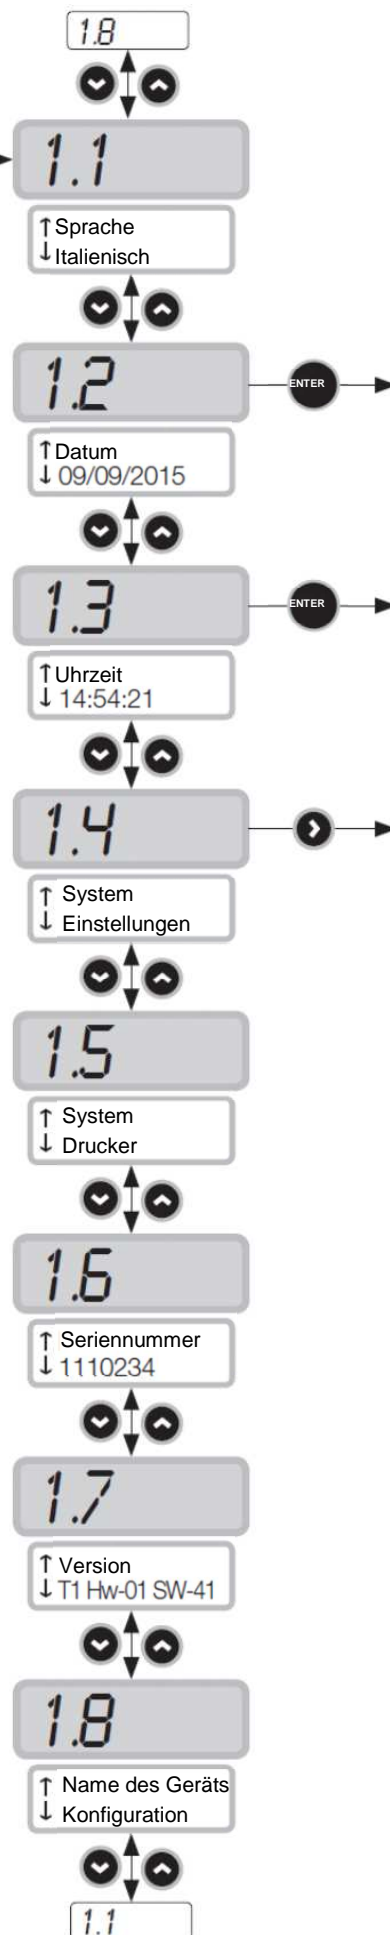 1.8
1.1
↑ Sprache
↓ Italienisch
1.2
ENTER
↑ Datum
↓ 09/09/2015
1.3
ENTER
↑ Uhrzeit
↓ 14:54:21
1.4
↑ System
↓ Einstellungen
1.5
↑ System
↓ Drucker
1.6
↑ Seriennummer
↓ 1110234
1.7
↑ Version
↓ T1 Hw-01 SW-41
1.8
↑ Name des Geräts
↓ Konfiguration
1.1